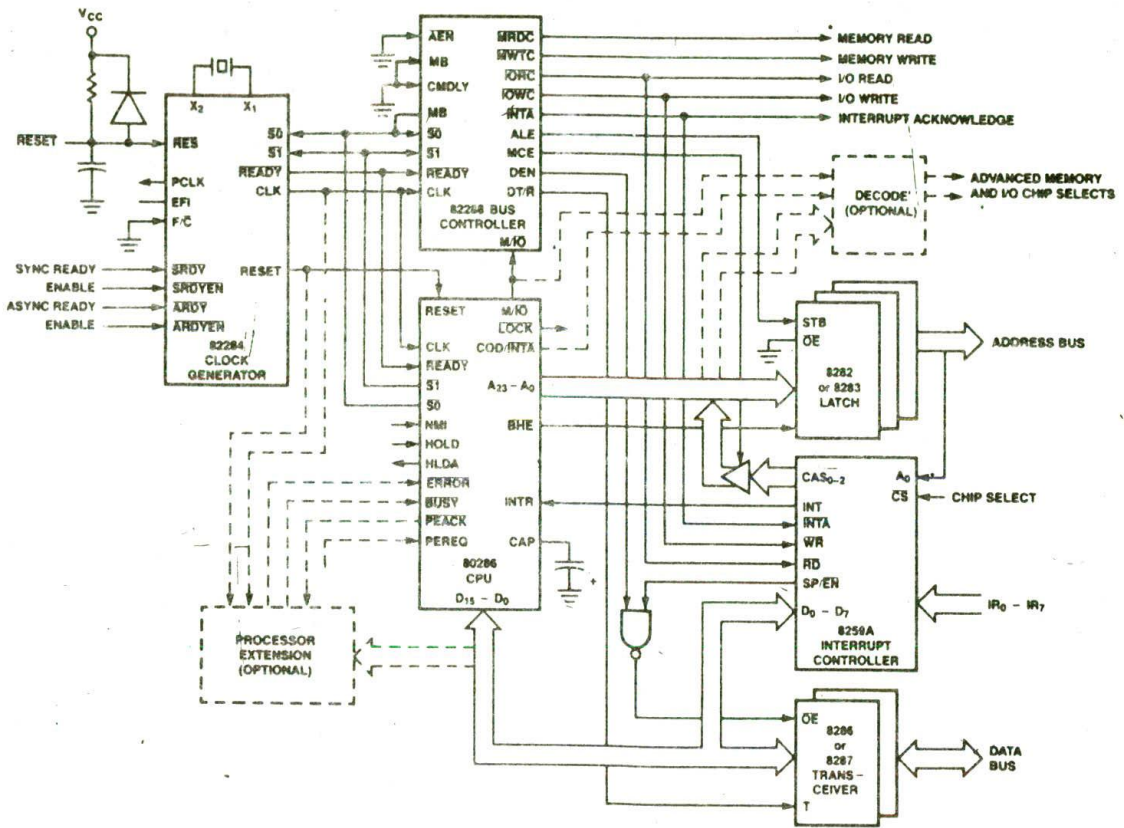 VCC
X2
X1
RESET
RES
PCLK
EFI
F/C
SYNC READY
ENABLE
ASYNC READY
ENABLE
SRDY
SRDYEN
ARDY
ARDYEN
S0
S1
READY
CLK
RESET
82284
CLOCK
GENERATOR
AEN
MB
CMDLY
MB
S0
S1
READY
CLK
MRDC
MWTC
IORC
IOWC
INTA
ALE
MCE
DEN
DT/R
82288 BUS
CONTROLLER
M/IO
MEMORY READ
MEMORY WRITE
I/O READ
I/O WRITE
INTERRUPT ACKNOWLEDGE
DECODE
(OPTIONAL)
ADVANCED MEMORY
AND I/O CHIP SELECTS
RESET
CLK
READY
S1
S0
NMI
HOLD
HLDA
ERROR
BUSY
PEACK
PEREQ
M/IO
LOCK
COD/INTA
A23 – A0
BHE
INTR
CAP
80286
CPU
D15 – D0
STB
OE
8282
or 8283
LATCH
ADDRESS BUS
CAS0–2
INT
INTA
WR
RD
SP/EN
D0 – D7
A0
CS
CHIP SELECT
IR0 – IR7
8259A
INTERRUPT
CONTROLLER
PROCESSOR
EXTENSION
(OPTIONAL)
OE
8286
or
8287
TRANS –
CEIVER
T
DATA
BUS